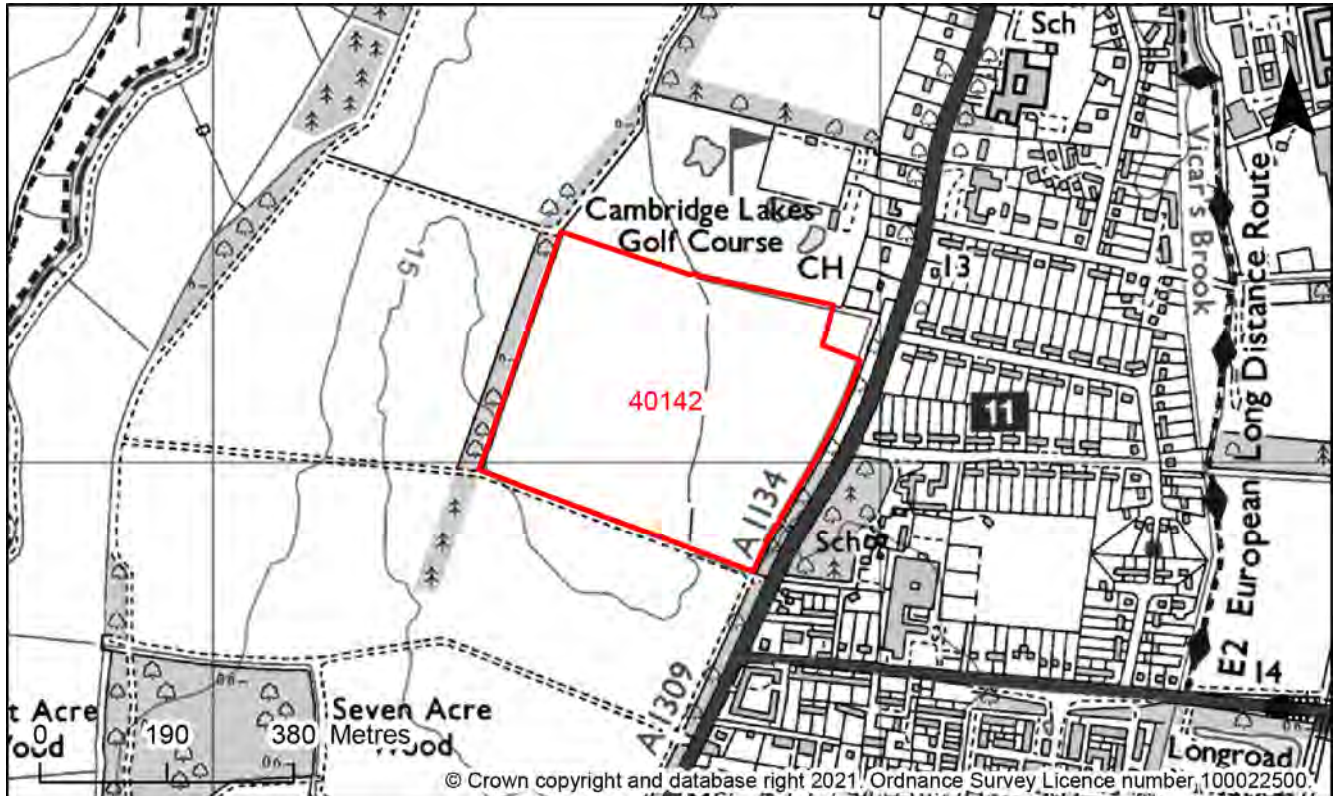 Sch
N
Vicar's Brook
E2 European Long Distance Route
Cambridge Lakes
Golf Course
CH
13
15
40142
11
A1134
Sch
14
A1309
t Acre
Seven Acre
Wood
0 190 380 Metres
Longroad
© Crown copyright and database right 2021. Ordnance Survey Licence number 100022500.